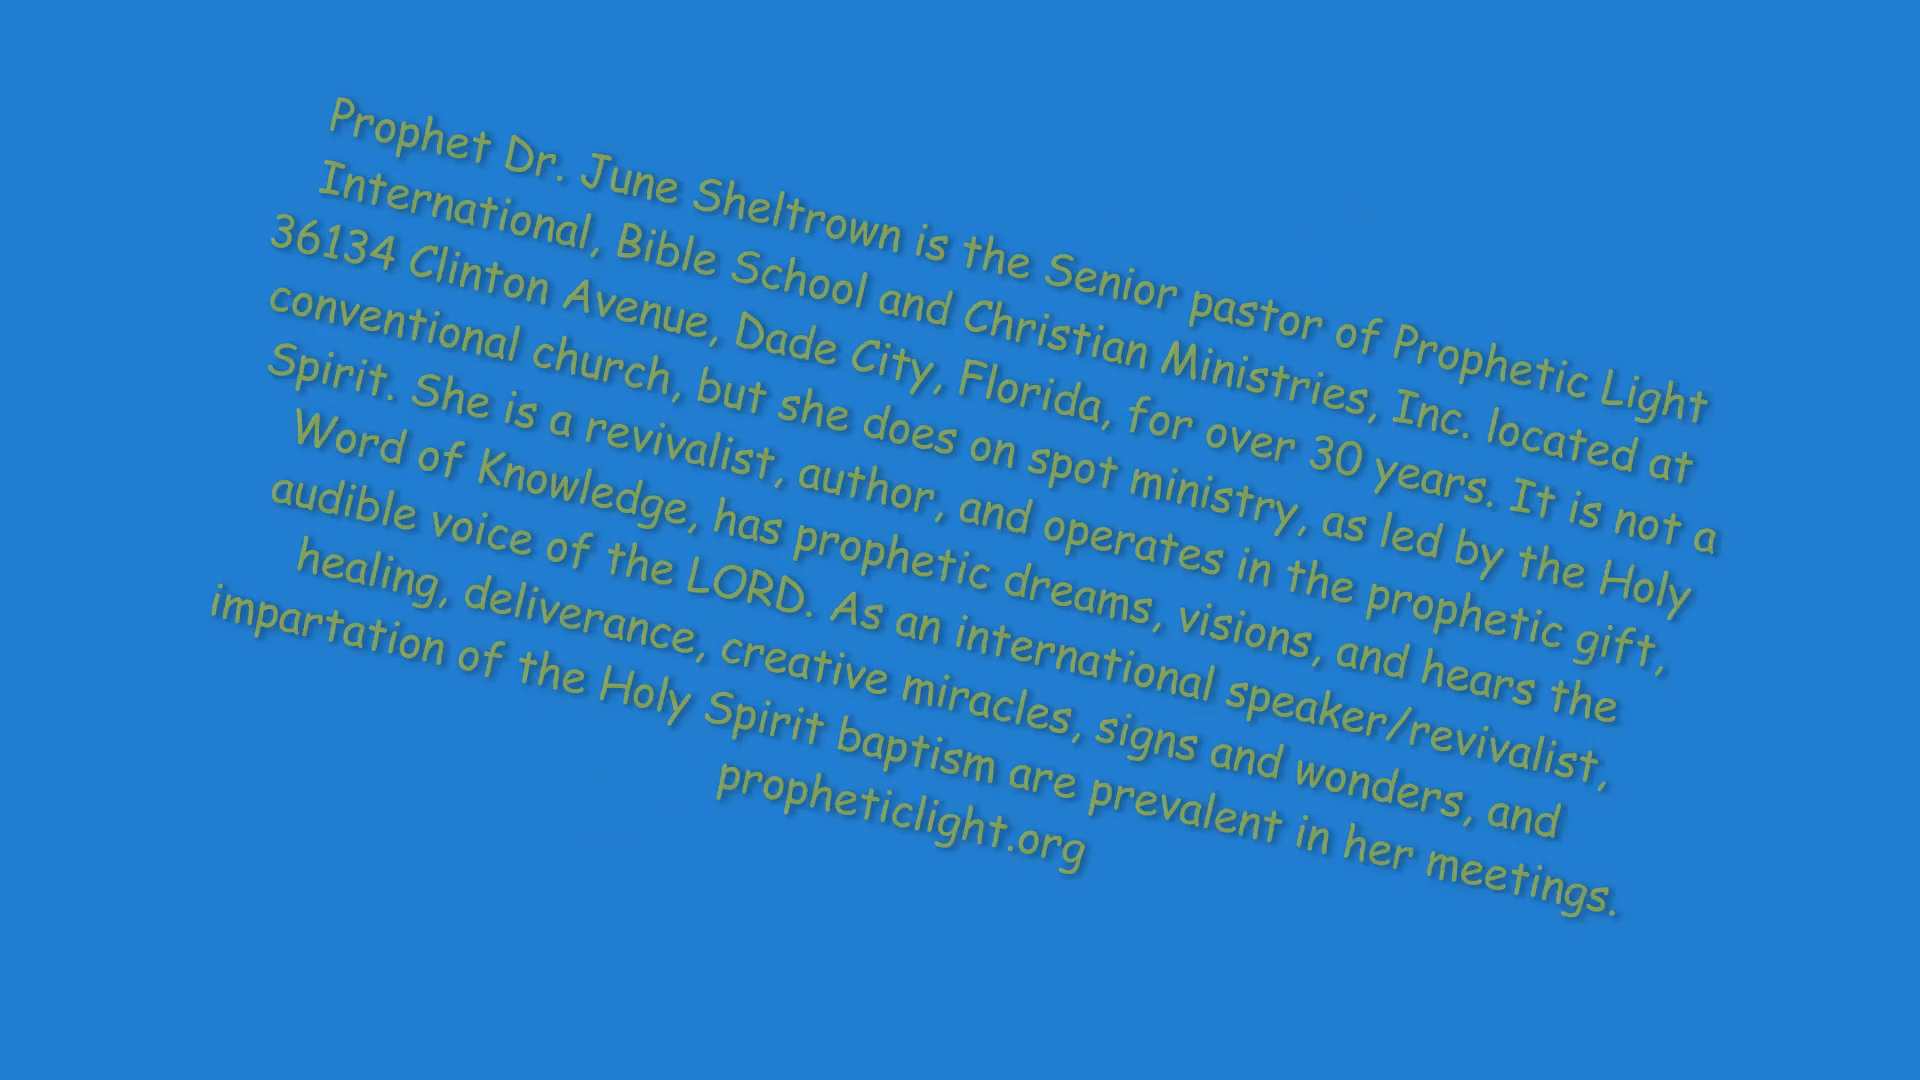 Prophet Dr. June Sheltrown is the Senior pastor of Prophetic Light
International, Bible School and Christian Ministries, Inc. located at
36134 Clinton Avenue, Dade City, Florida, for over 30 years. It is not a
conventional church, but she does on spot ministry, as led by the Holy
Spirit. She is a revivalist, author, and operates in the prophetic gift,
Word of Knowledge, has prophetic dreams, visions, and hears the
audible voice of the LORD. As an international speaker/revivalist,
healing, deliverance, creative miracles, signs and wonders, and
impartation of the Holy Spirit baptism are prevalent in her meetings.
propheticlight.org